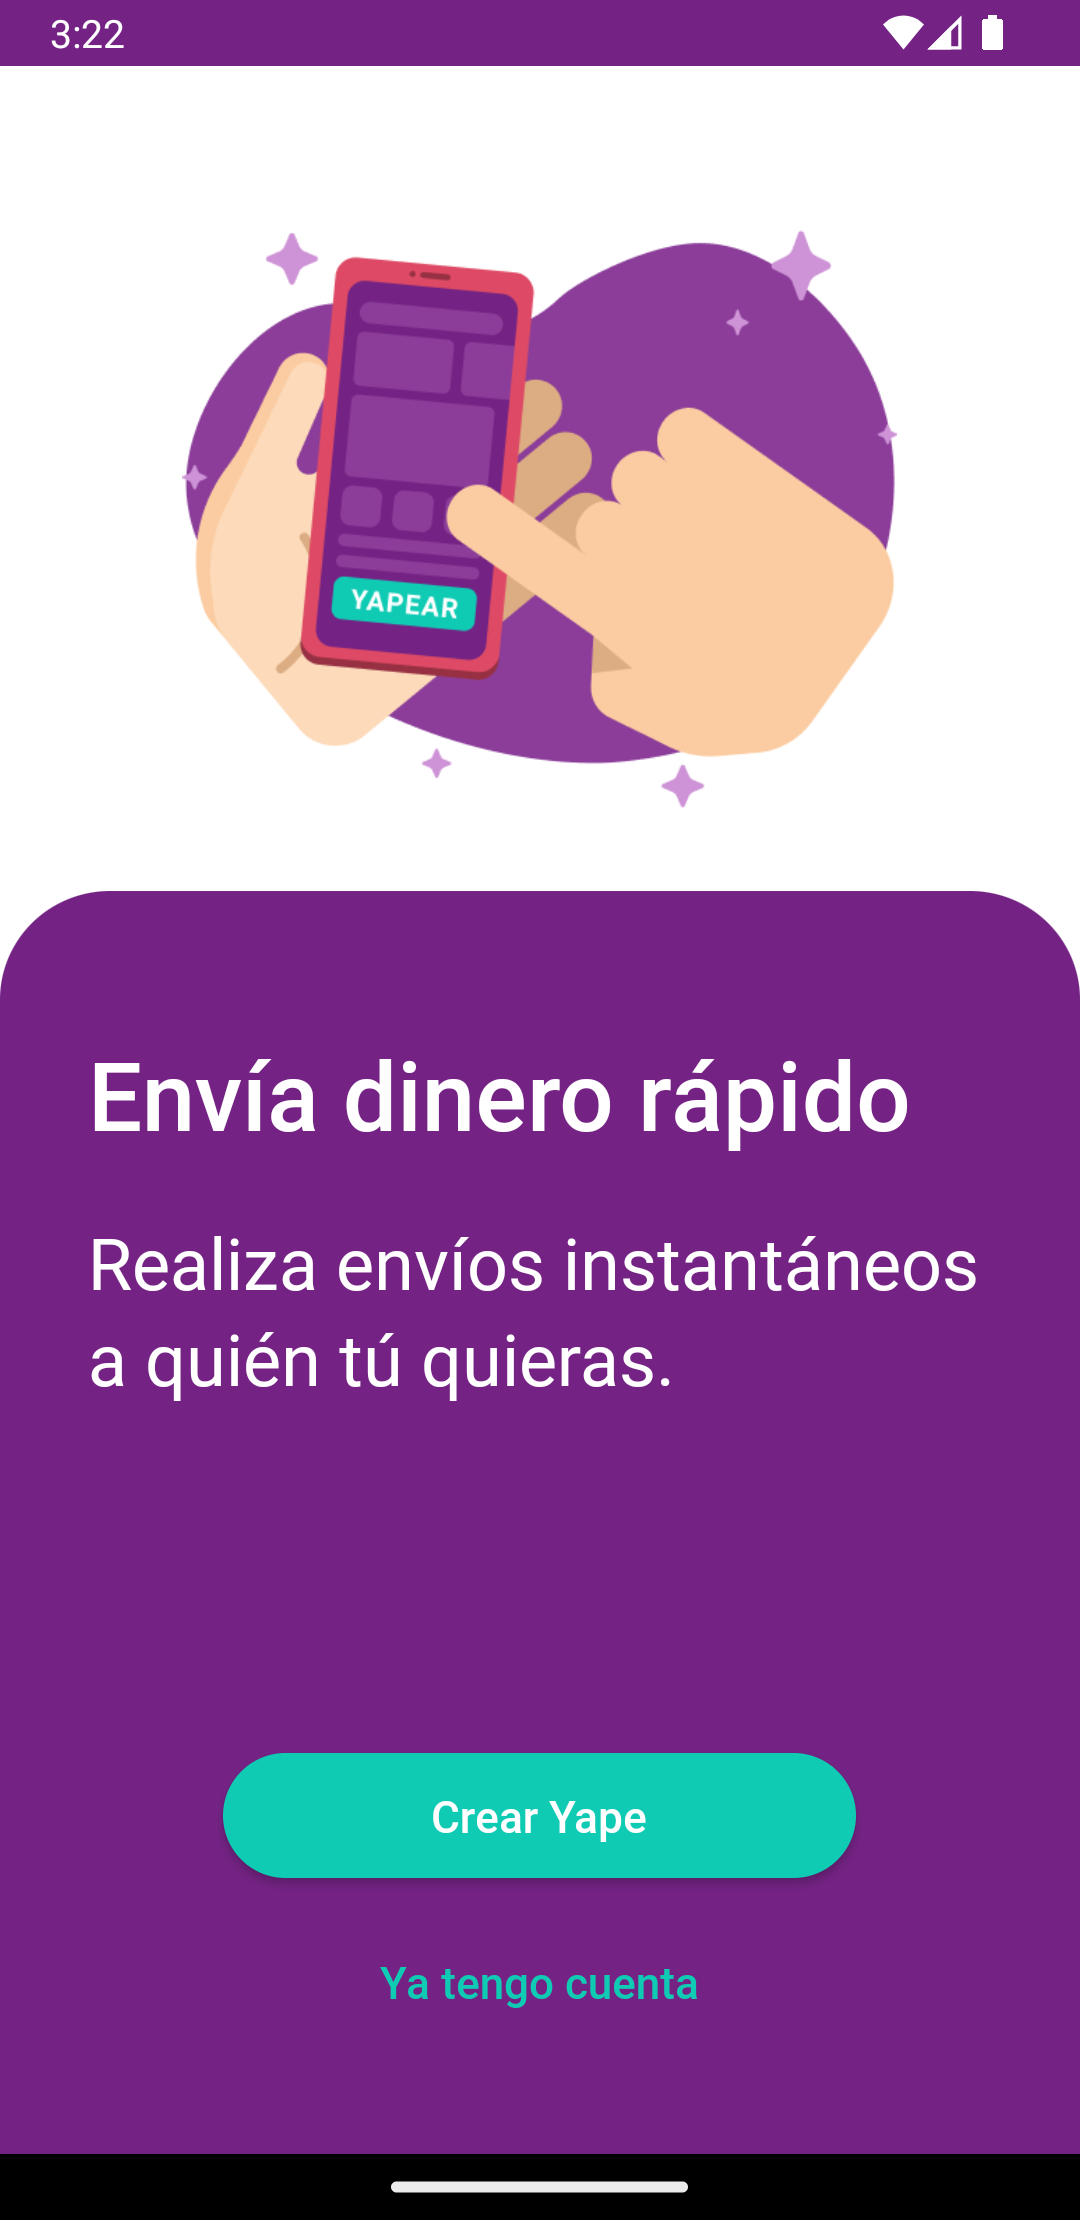 3:22
YAPEAR
Envía dinero rápido
Realiza envíos instantáneos
a quién tú quieras.
Crear Yape
Ya tengo cuenta